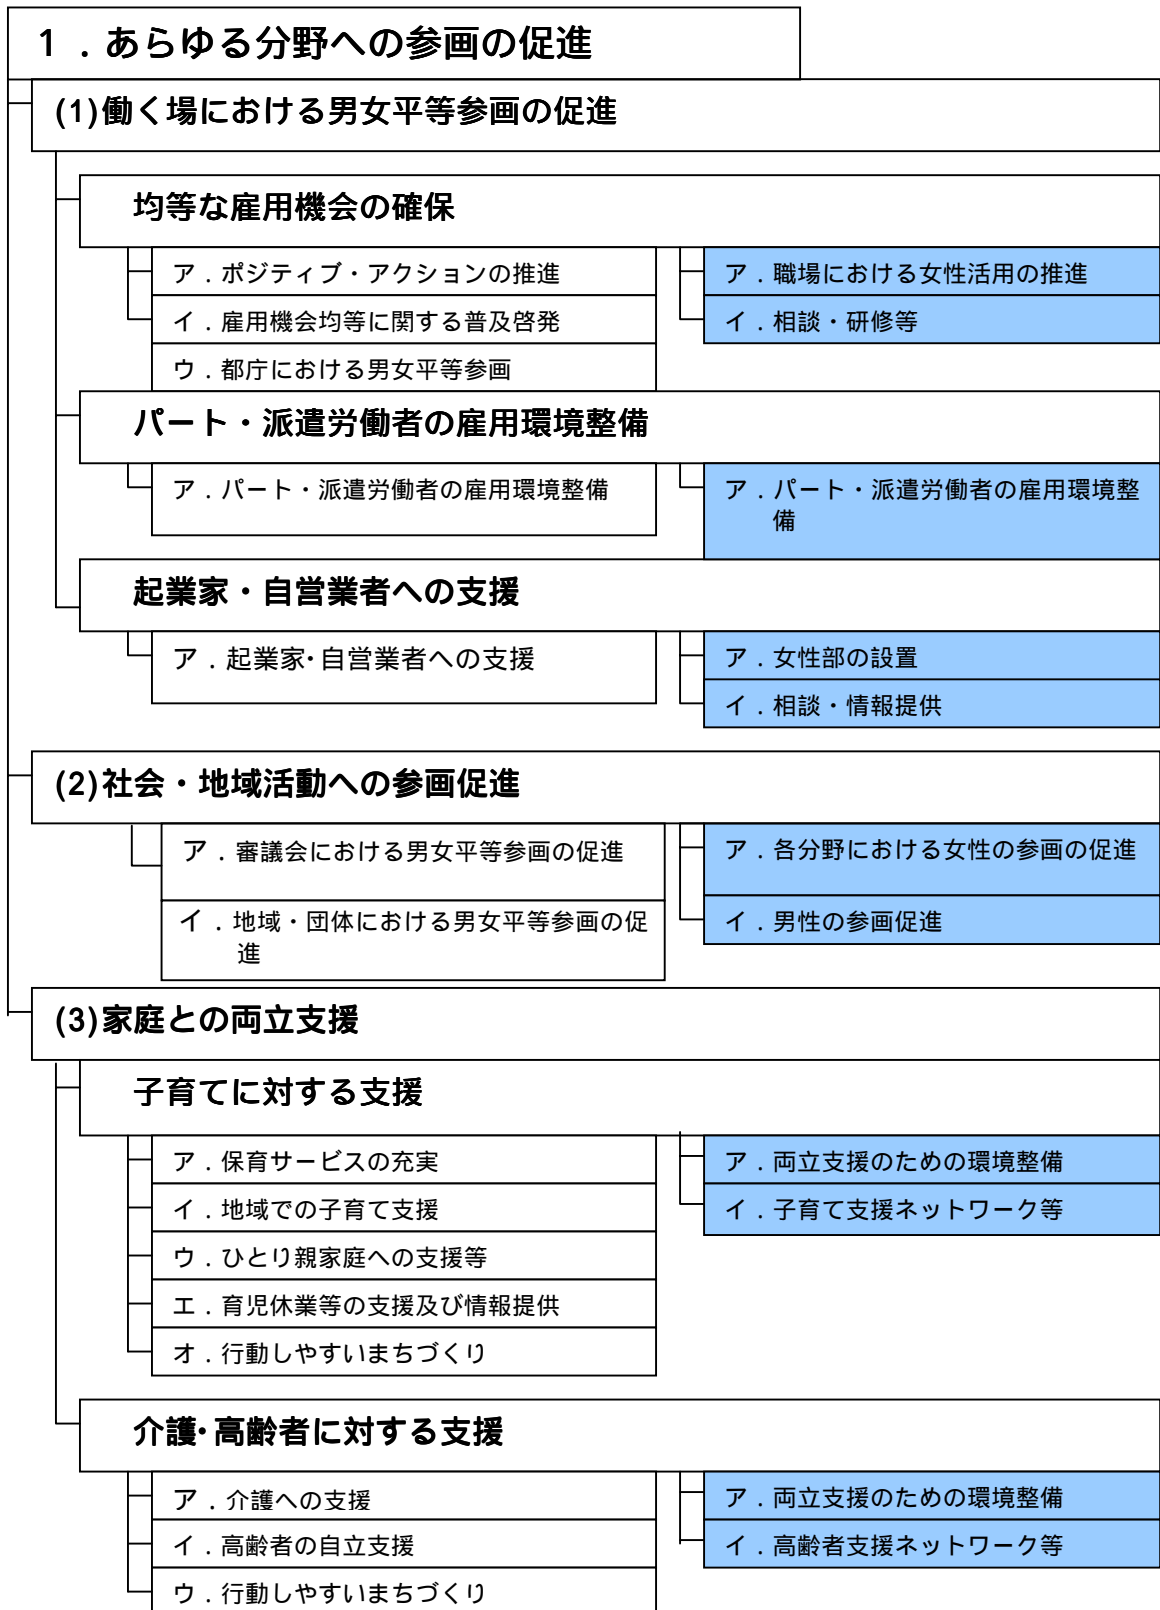 1．あらゆる分野への参画の促進
(1)働く場における男女平等参画の促進
均等な雇用機会の確保
ア．ポジティブ・アクションの推進
イ．雇用機会均等に関する普及啓発
ウ．都庁における男女平等参画
ア．職場における女性活用の推進
イ．相談・研修等
パート・派遣労働者の雇用環境整備
ア．パート・派遣労働者の雇用環境整備
ア．パート・派遣労働者の雇用環境整
備
起業家・自営業者への支援
ア．起業家・自営業者への支援
ア．女性部の設置
イ．相談・情報提供
(2)社会・地域活動への参画促進
ア．審議会における男女平等参画の促進
イ．地域・団体における男女平等参画の促
進
ア．各分野における女性の参画の促進
イ．男性の参画促進
(3)家庭との両立支援
子育てに対する支援
ア．保育サービスの充実
イ．地域での子育て支援
ウ．ひとり親家庭への支援等
エ．育児休業等の支援及び情報提供
オ．行動しやすいまちづくり
ア．両立支援のための環境整備
イ．子育て支援ネットワーク等
介護・高齢者に対する支援
ア．介護への支援
イ．高齢者の自立支援
ウ．行動しやすいまちづくり
ア．両立支援のための環境整備
イ．高齢者支援ネットワーク等